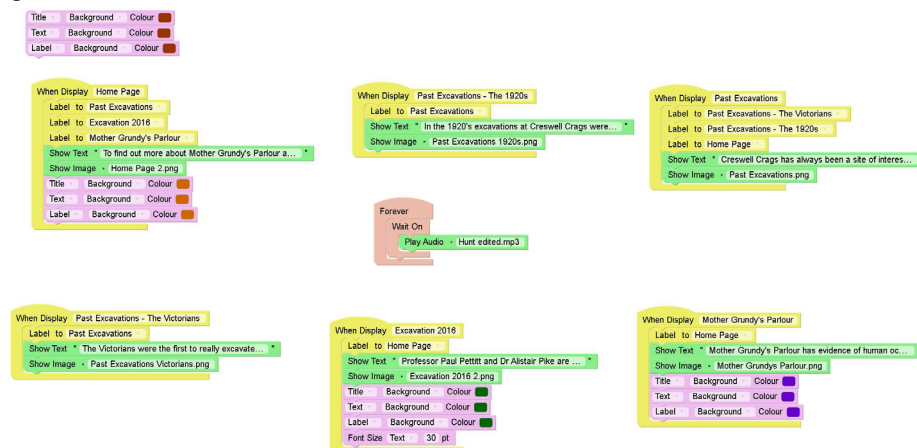 Title Background Colour
Text Background Colour
Label Background Colour
When Display Home Page
Label to Past Excavations
Label to Excavation 2016
Label to Mother Grundy's Parlour
Show Text " To find out more about Mother Grundy's Parlour a... "
Show Image Home Page 2.png
Title Background Colour
Text Background Colour
Label Background Colour
When Display Past Excavations - The 1920s
Label to Past Excavations
Show Text " In the 1920's excavations at Creswell Crags were... "
Show Image Past Excavations 1920s.png
When Display Past Excavations
Label to Past Excavations - The Victorians
Label to Past Excavations - The 1920s
Label to Home Page
Show Text " Creswell Crags has always been a site of interes...
Show Image Past Excavations.png
Forever
Wait On
Play Audio Hunt edited.mp3
When Display Past Excavations - The Victorians
Label to Past Excavations
Show Text " The Victorians were the first to really excavate... "
Show Image Past Excavations Victorians.png
When Display Excavation 2016
Label to Home Page
Show Text " Professor Paul Pettitt and Dr Alistair Pike are ... "
Show Image Excavation 2016 2.png
Title Background Colour
Text Background Colour
Label Background Colour
Font Size Text 30 pt
When Display Mother Grundy's Parlour
Label to Home Page
Show Text " Mother Grundy's Parlour has evidence of human oc...
Show Image Mother Grundys Parlour.png
Title Background Colour
Text Background Colour
Label Background Colour